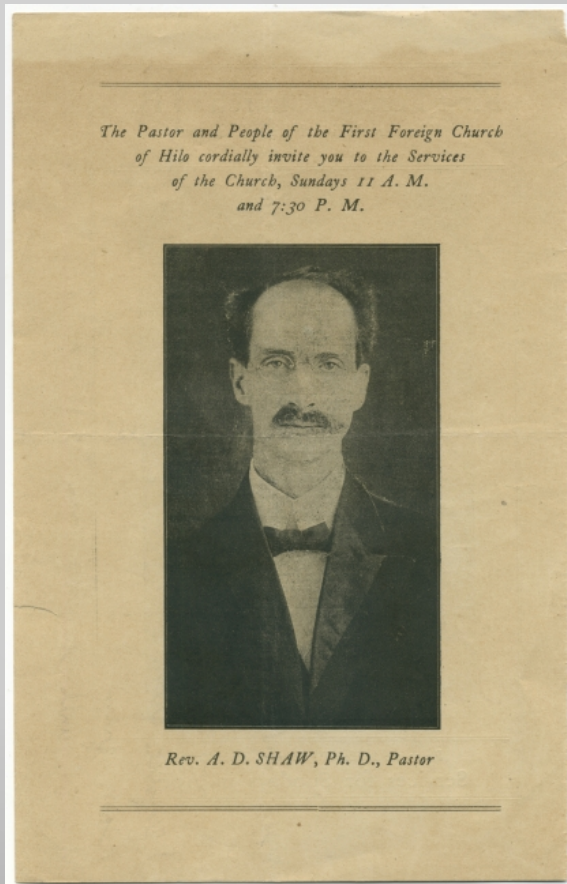 The Pastor and People of the First Foreign Church
of Hilo cordially invite you to the Services
of the Church, Sundays 11 A. M.
and 7:30 P. M.
Rev. A. D. SHAW, Ph. D., Pastor